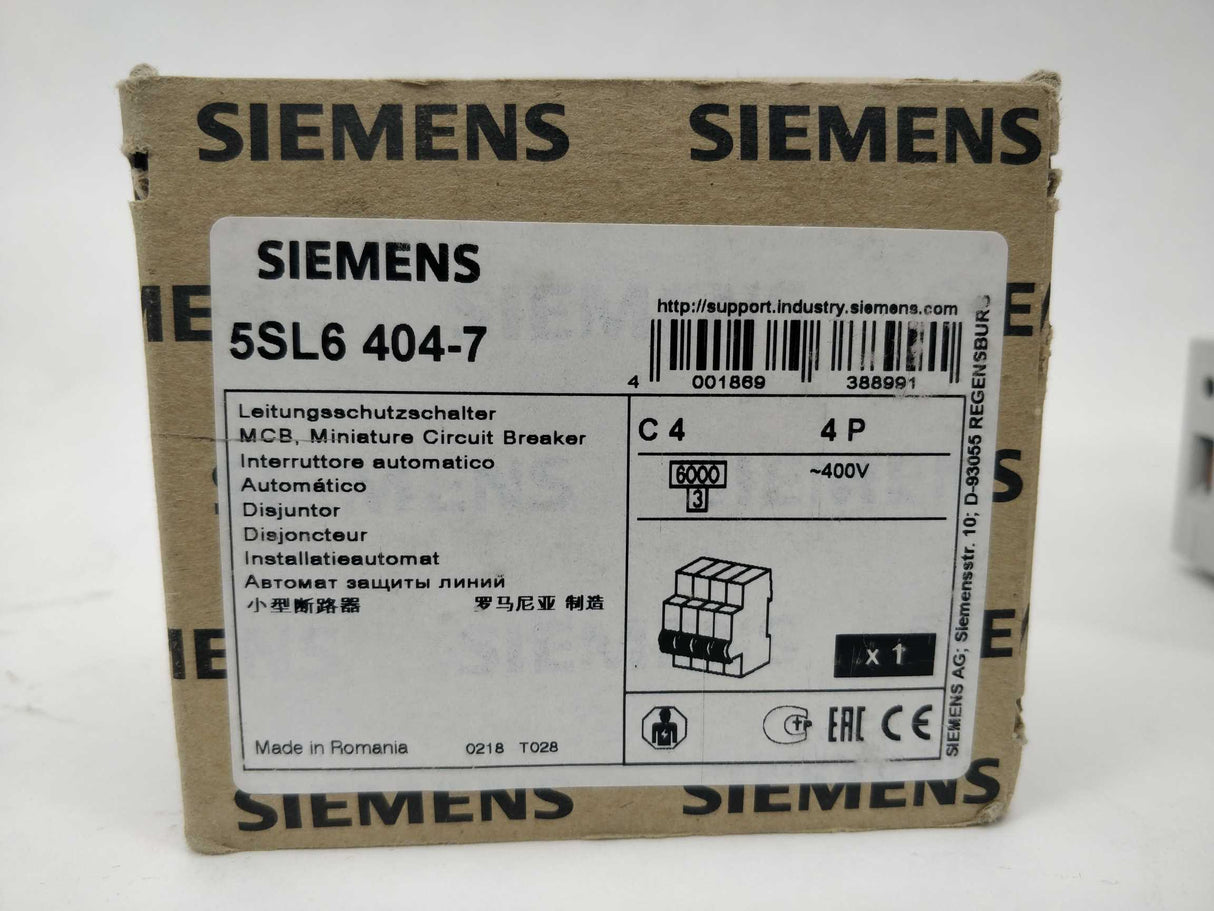 SIEMENS SIEMENS
SIEMENS
5SL6 404-7
http://support.industry.siemens.com
4 001869 388991
Leitungsschutzschalter
MCB, Miniature Circuit Breaker
Interruttore automatico
Automático
Disjuntor
Disjoncteur
Installatieautomat
Автомат защиты линий
小型断路器 罗马尼亚 制造
Made in Romania 0218 T028
C 4 4 P
6000 ~400V
3
x 1
EAC CE
SIEMENS AG; Siemensstr. 10; D-93055 REGENSBURG
SIEMENS SIEMENS